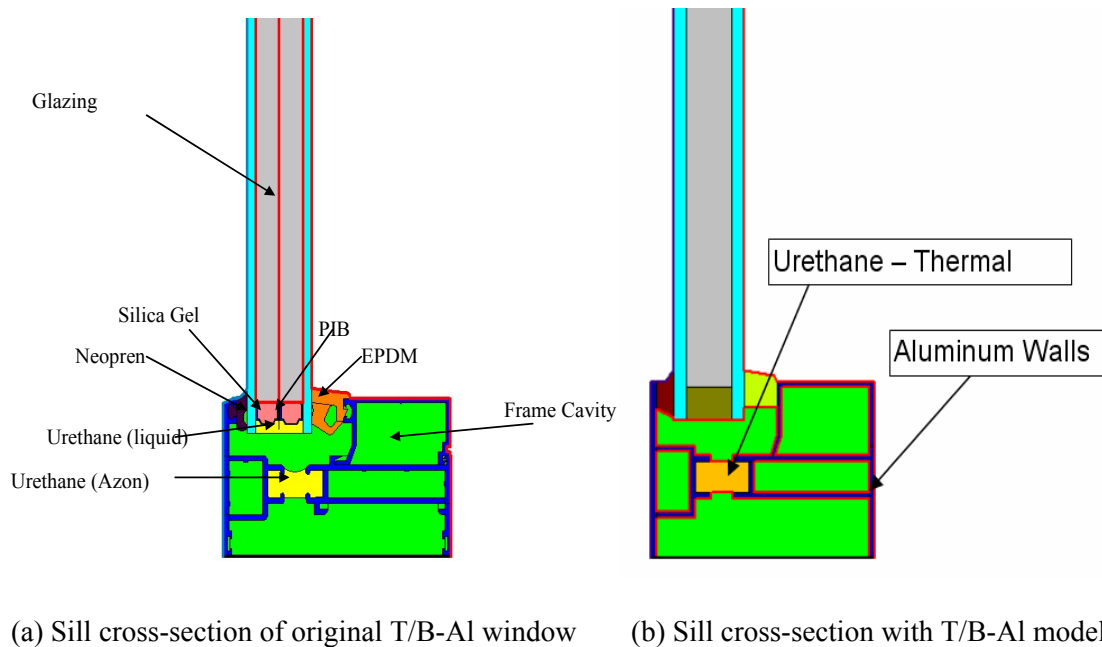 Glazing
Silica Gel
PIB
Neopren
EPDM
Frame Cavity
Urethane (liquid)
Urethane (Azon)
Urethane – Thermal
Aluminum Walls
(a) Sill cross-section of original T/B-Al window
(b) Sill cross-section with T/B-Al model